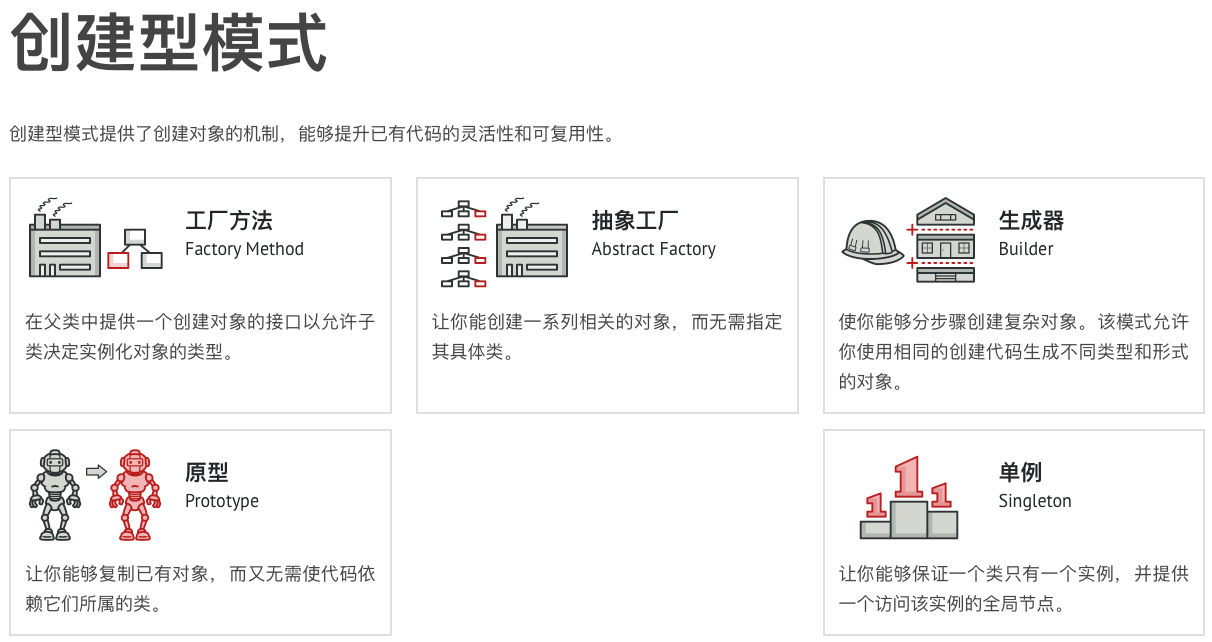 创建型模式
创建型模式提供了创建对象的机制，能够提升已有代码的灵活性和可复用性。
工厂方法
Factory Method
在父类中提供一个创建对象的接口以允许子
类决定实例化对象的类型。
抽象工厂
Abstract Factory
让你能创建一系列相关的对象，而无需指定
其具体类。
生成器
Builder
使你能够分步骤创建复杂对象。该模式允许
你使用相同的创建代码生成不同类型和形式
的对象。
原型
Prototype
让你能够复制已有对象，而又无需使代码依
赖它们所属的类。
1 1 1
单例
Singleton
让你能够保证一个类只有一个实例，并提供
一个访问该实例的全局节点。